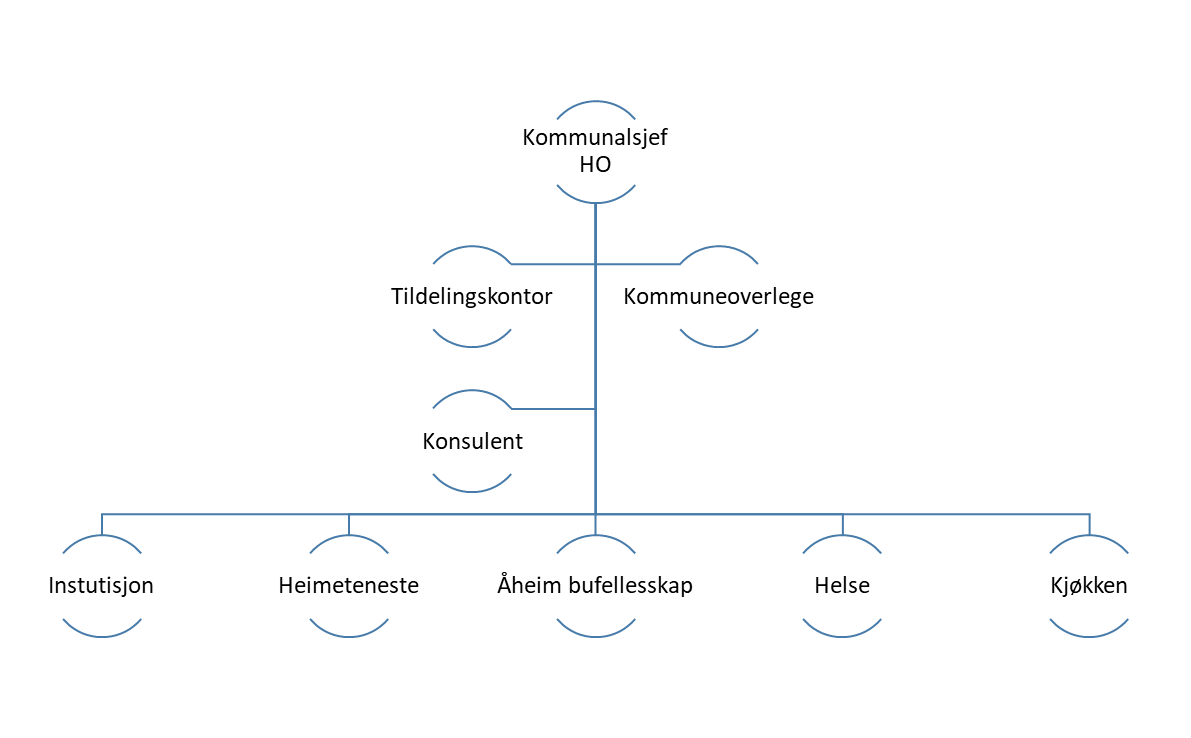 Kommunalsjef
HO
Tildelingskontor
Kommuneoverlege
Konsulent
Instutisjon
Heimeteneste
Åheim bufellesskap
Helse
Kjøkken